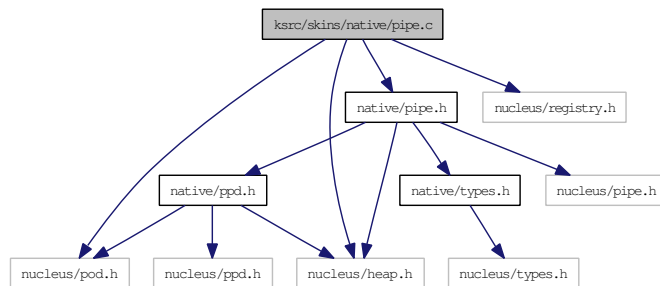 ksrc/skins/native/pipe.c
native/pipe.h
nucleus/registry.h
native/ppd.h
native/types.h
nucleus/pipe.h
nucleus/pod.h
nucleus/ppd.h
nucleus/heap.h
nucleus/types.h